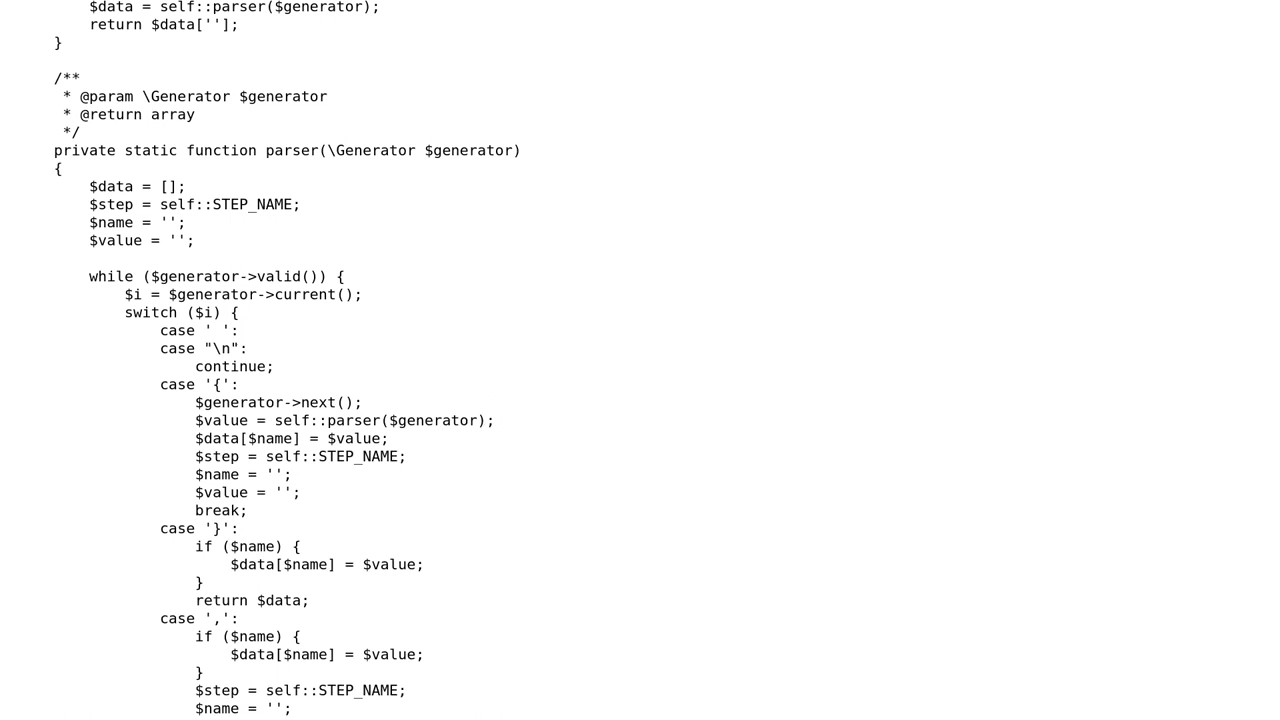 $data = self::parser($generator);
        return $data[''];
    }

    /**
     * @param \Generator $generator
     * @return array
     */
    private static function parser(\Generator $generator)
    {
        $data = [];
        $step = self::STEP_NAME;
        $name = '';
        $value = '';

        while ($generator->valid()) {
            $i = $generator->current();
            switch ($i) {
                case ' ':
                case "\n":
                    continue;
                case '{':
                    $generator->next();
                    $value = self::parser($generator);
                    $data[$name] = $value;
                    $step = self::STEP_NAME;
                    $name = '';
                    $value = '';
                    break;
                case '}':
                    if ($name) {
                        $data[$name] = $value;
                    }
                    return $data;
                case ',':
                    if ($name) {
                        $data[$name] = $value;
                    }
                    $step = self::STEP_NAME;
                    $name = '';